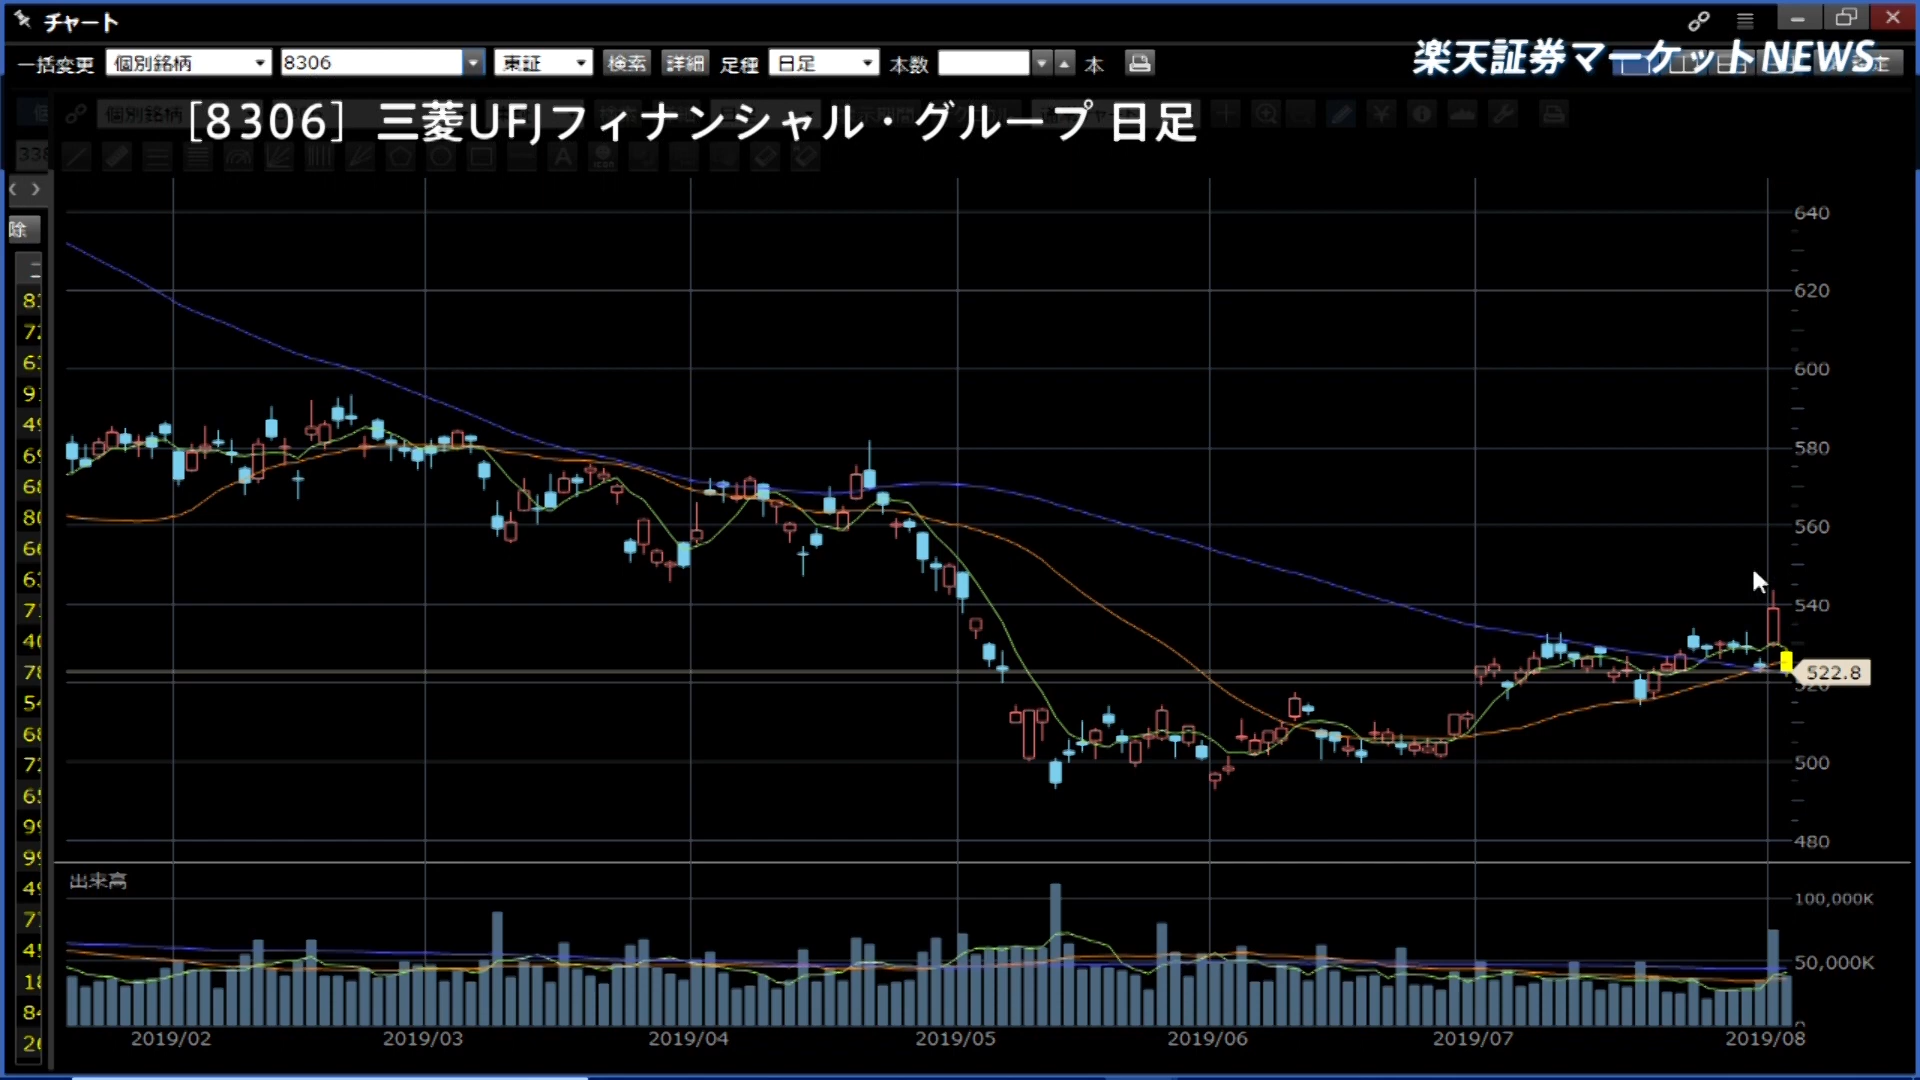 チャート
一括変更 個別銘柄 8306 東証 検索 詳細 足種 日足 本数 本
楽天証券マーケットNEWS
［8306］ 三菱UFJフィナンシャル・グループ 日足
除
640
620
600
580
560
540
522.8
520
500
480
出来高
100,000K
50,000K
0
2019/02 2019/03 2019/04 2019/05 2019/06 2019/07 2019/08